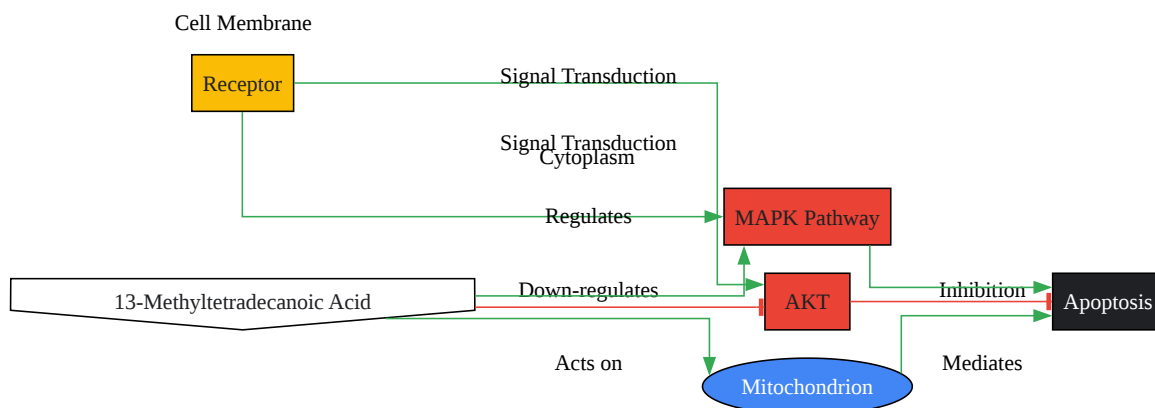 Cell Membrane
Receptor
Signal Transduction
Signal Transduction
Cytoplasm
Regulates
MAPK Pathway
13-Methyltetradecanoic Acid
Down-regulates
AKT
Inhibition
Apoptosis
Acts on
Mediates
Mitochondrion